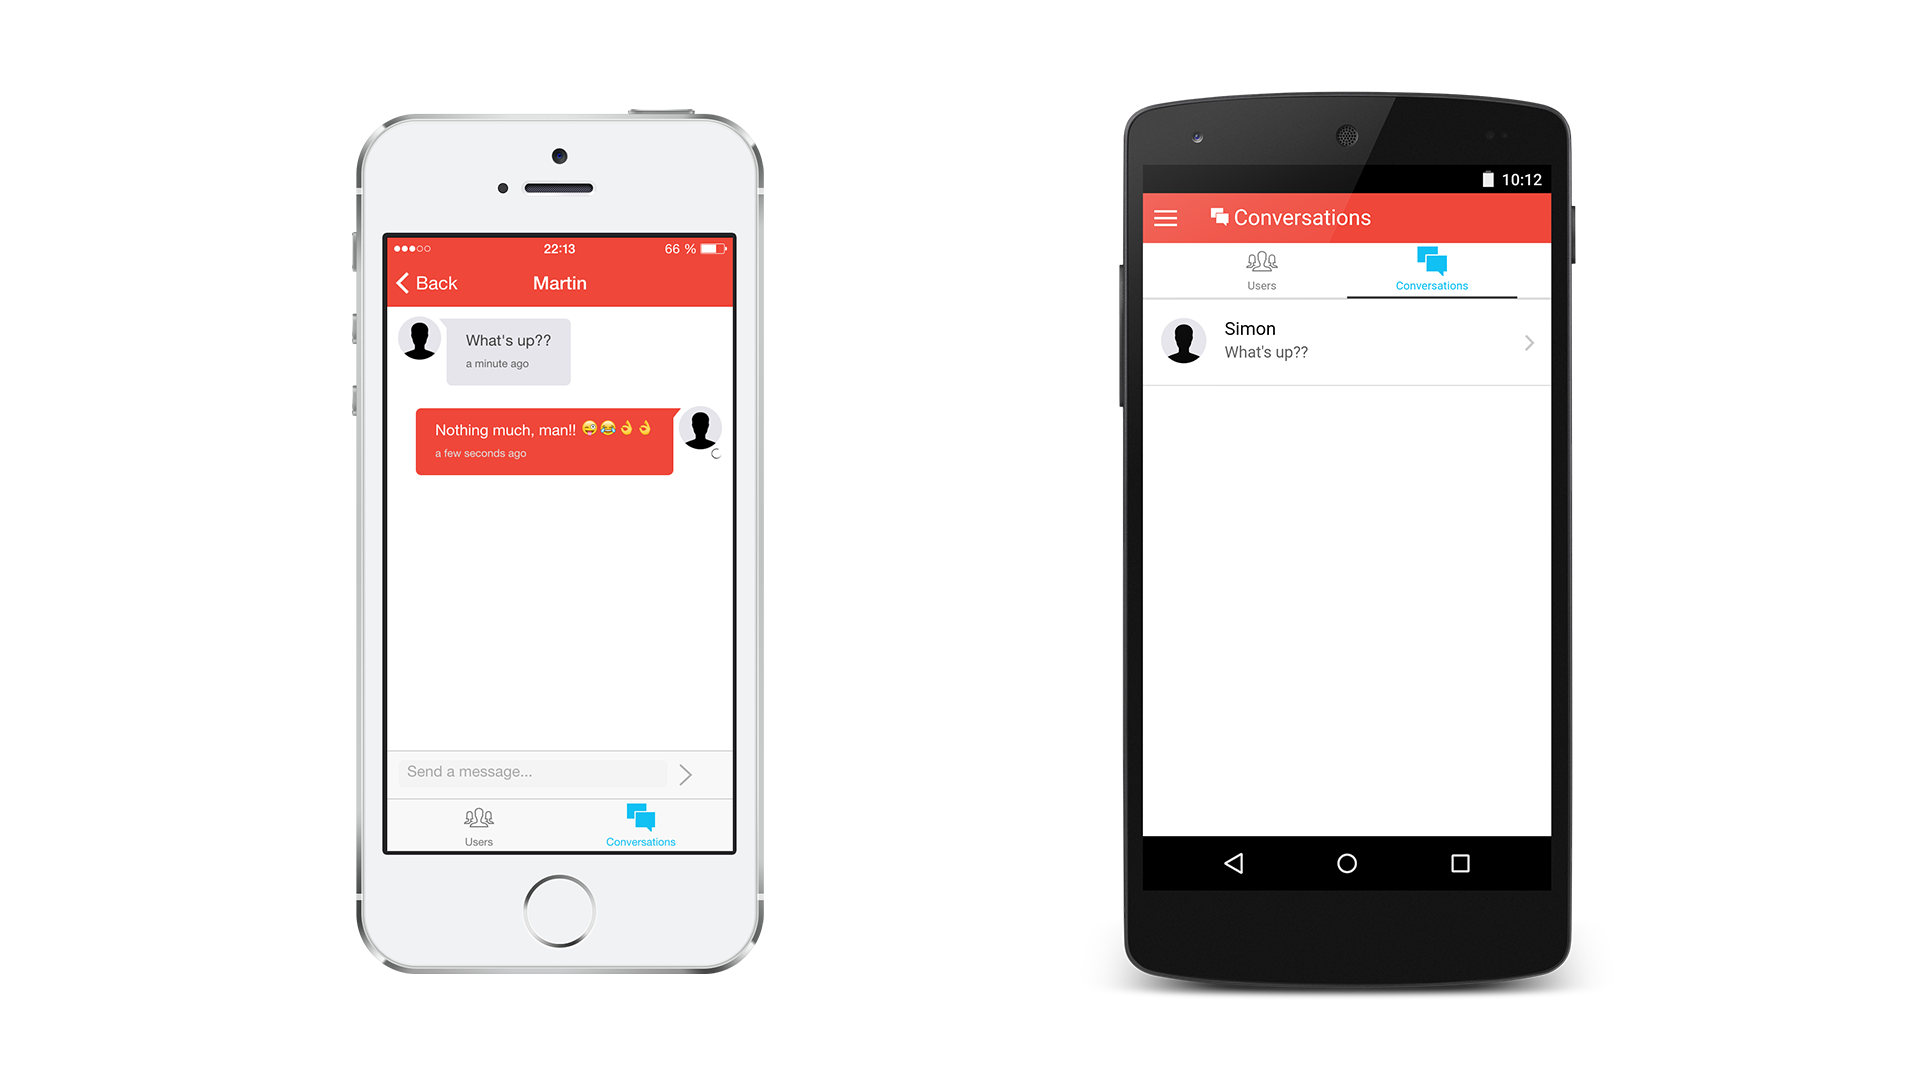 22:13
66 %
Back
Martin
What's up??
a minute ago
Nothing much, man!! 😜😂👌👌
a few seconds ago
Send a message...
Users
Conversations
10:12
Conversations
Users
Conversations
Simon
What's up??